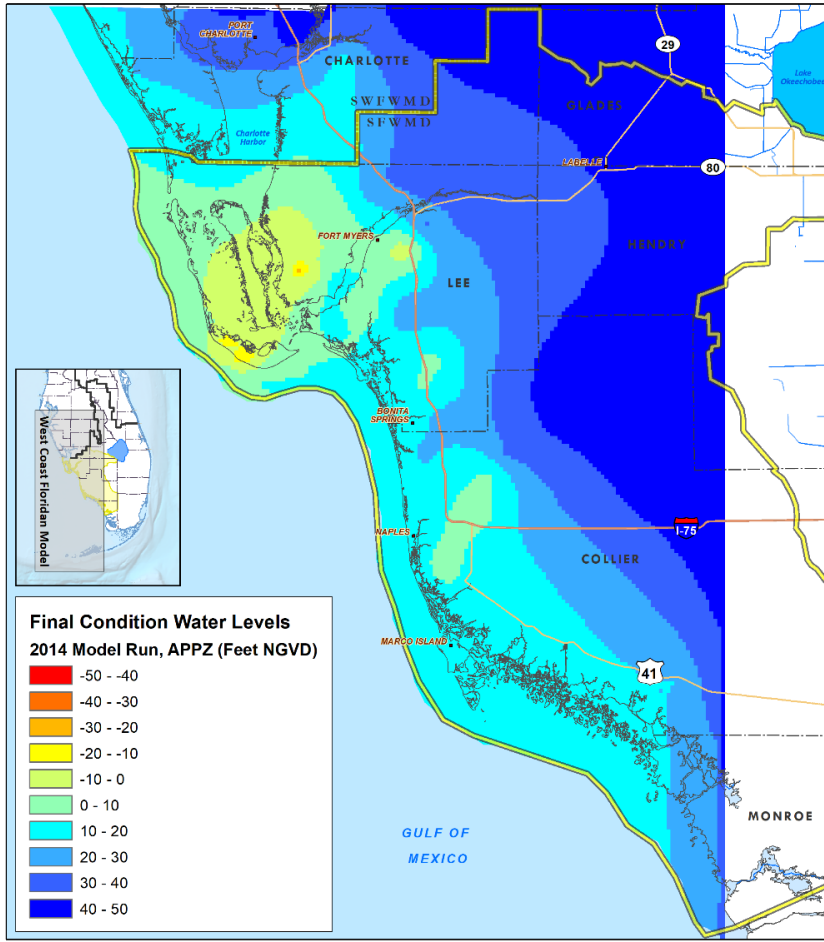 PORT
CHARLOTTE
CHARLOTTE
29
Lake
Okeechobee
SWFWMD
SFWMD
GLADES
Charlotte
Harbor
LABELLE
80
FORT MYERS
HENDRY
LEE
BONITA
SPRINGS
West Coast Floridan Model
NAPLES
I-75
COLLIER
MARCO ISLAND
41
MONROE
GULF OF
MEXICO
Final Condition Water Levels
2014 Model Run, APPZ (Feet NGVD)
-50 - -40
-40 - -30
-30 - -20
-20 - -10
-10 - 0
0 - 10
10 - 20
20 - 30
30 - 40
40 - 50